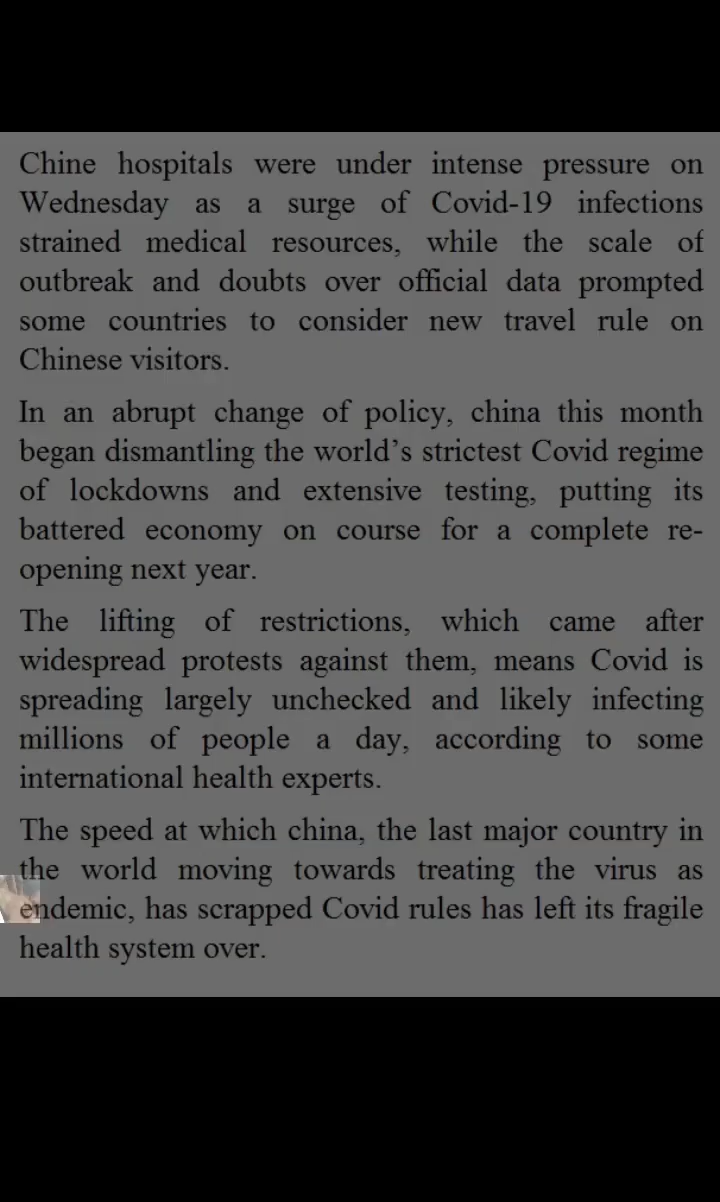 Chine hospitals were under intense pressure on
Wednesday as a surge of Covid-19 infections
strained medical resources, while the scale of
outbreak and doubts over official data prompted
some countries to consider new travel rule on
Chinese visitors.
In an abrupt change of policy, china this month
began dismantling the world’s strictest Covid regime
of lockdowns and extensive testing, putting its
battered economy on course for a complete re-
opening next year.
The lifting of restrictions, which came after
widespread protests against them, means Covid is
spreading largely unchecked and likely infecting
millions of people a day, according to some
international health experts.
The speed at which china, the last major country in
the world moving towards treating the virus as
endemic, has scrapped Covid rules has left its fragile
health system over.